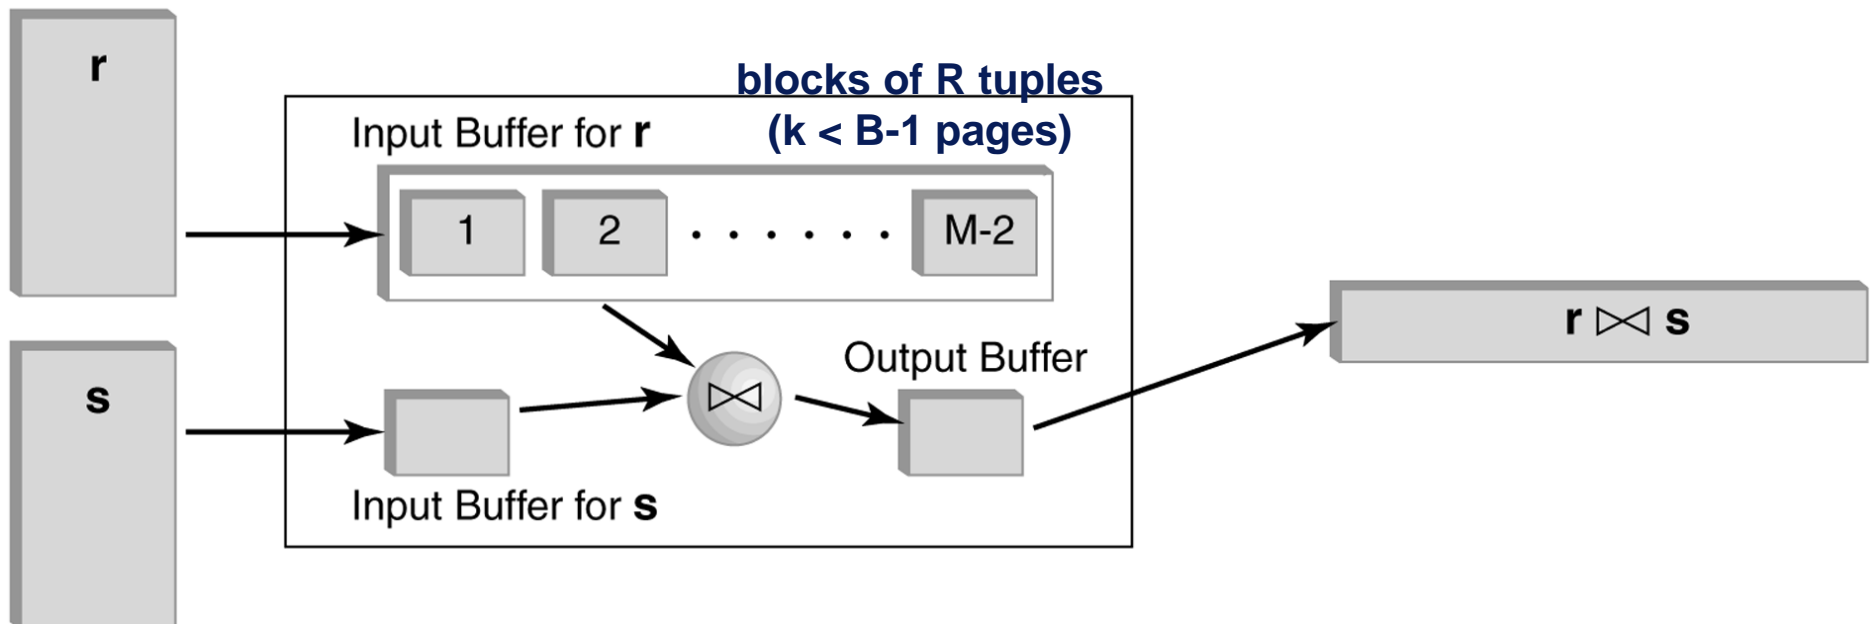 r
blocks of R tuples
(k < B-1 pages)
Input Buffer for r
1 2 · · · · · · M-2
r ⋈ s
Output Buffer
s
⋈
Input Buffer for s